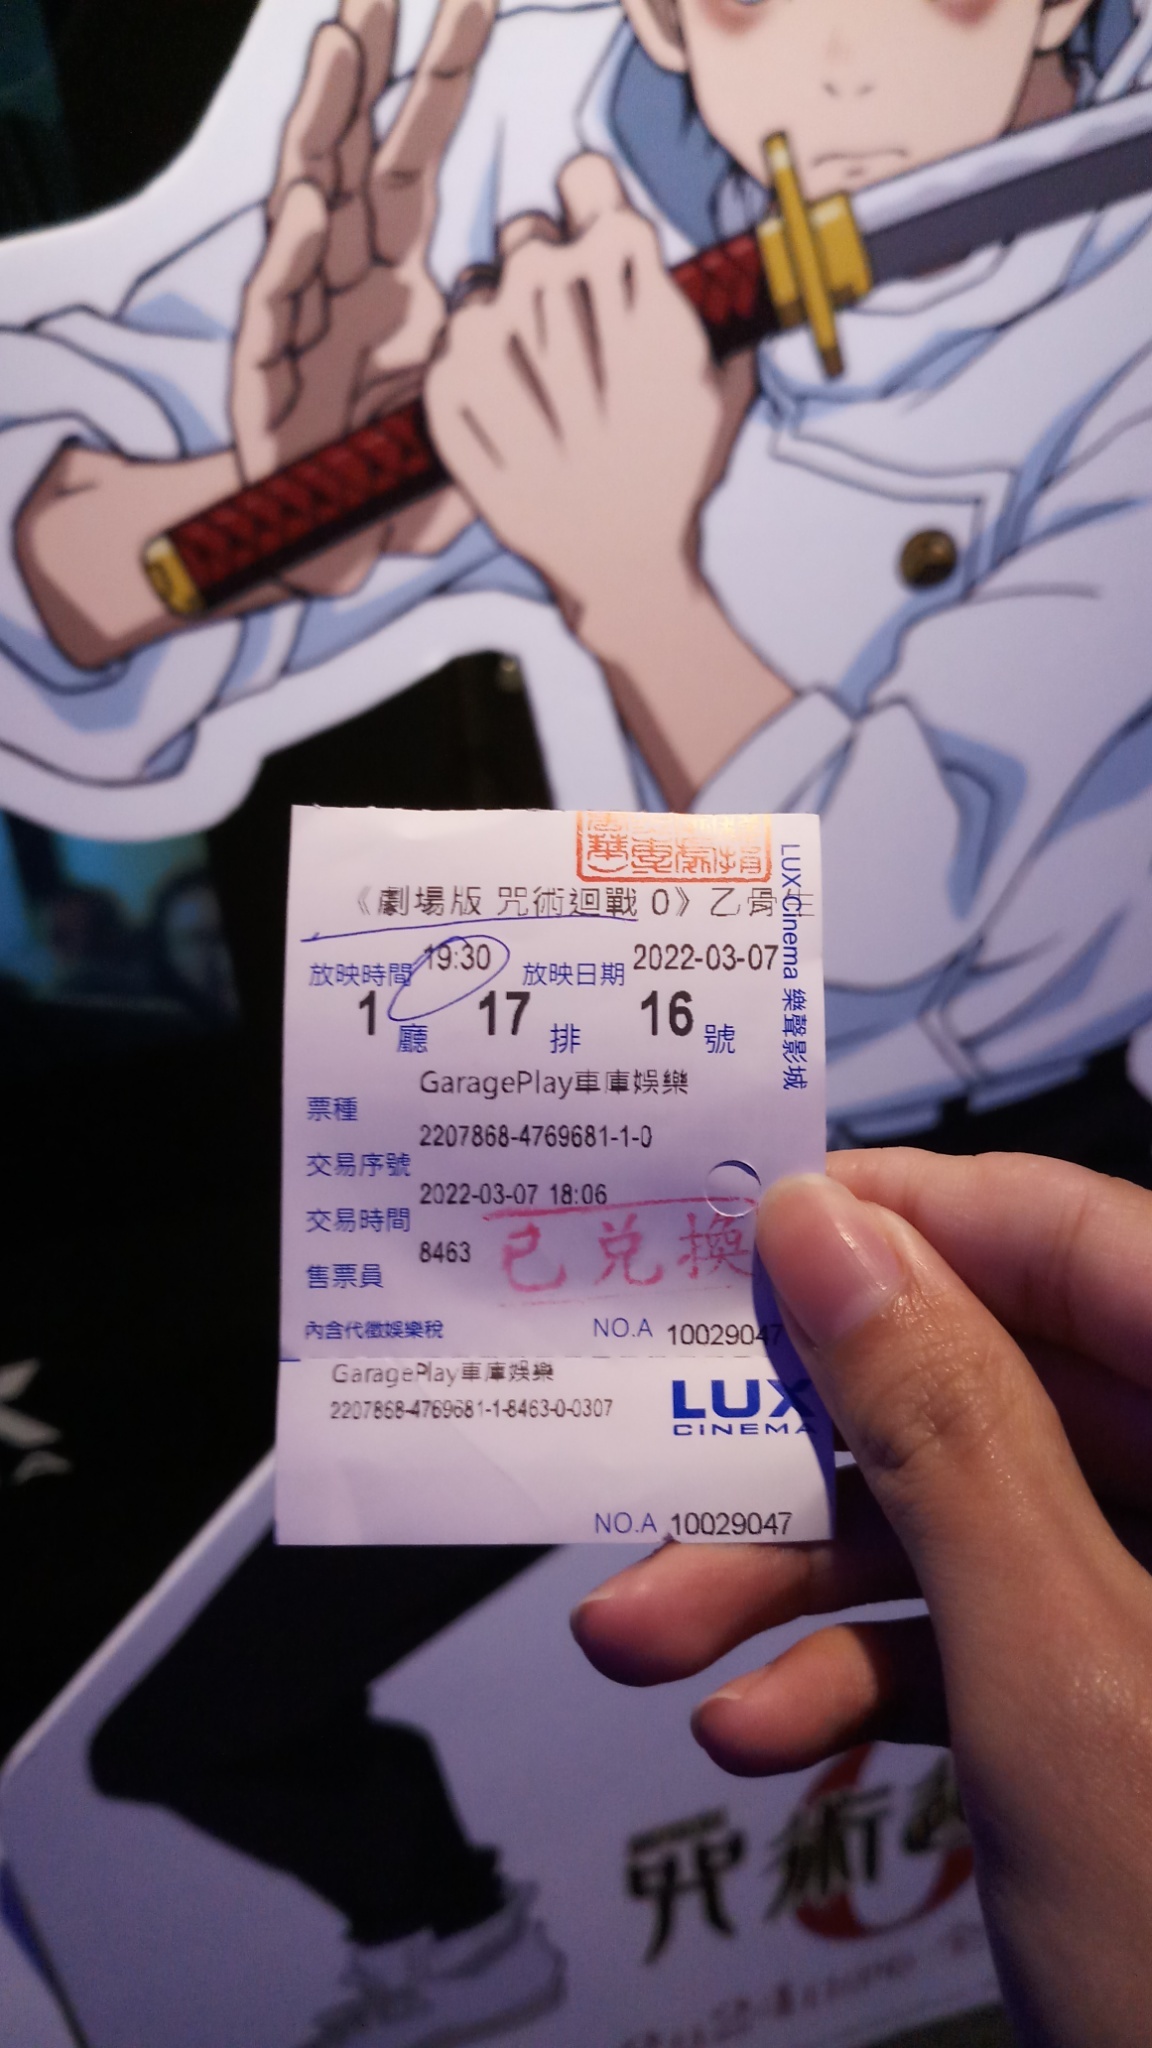 《劇場版 咒術迴戰 0》乙骨
放映時間 19:30 放映日期 2022-03-07
1 廳 17 排 16 號
票種 GaragePlay車庫娛樂
交易序號 2207868-4769681-1-0
交易時間 2022-03-07 18:06
售票員 8463
已兌換
內含代徵娛樂稅 NO.A 10029047
LUX Cinema 樂聲影城
GaragePlay車庫娛樂
2207868-4769681-1-8463-0-0307
LUX
CINEMA
NO.A 10029047
咒術